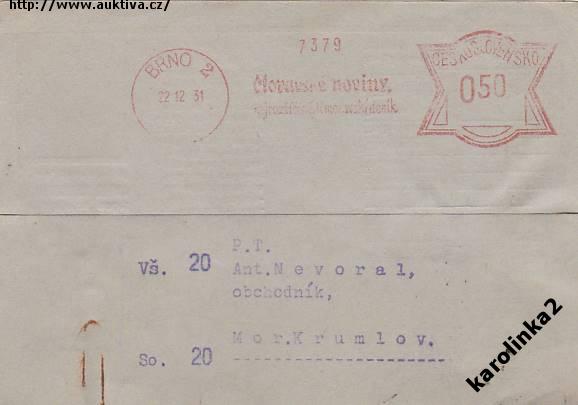 http://www.auktiva.cz/
7379
BRNO 2
22 12 31
noviny.
ČESKOSLOVENSKO
050
P.T.
Vš. 20 Ant.Nevoral,
obchodník,
Mor.Krumlov.
So. 20
karolinka2